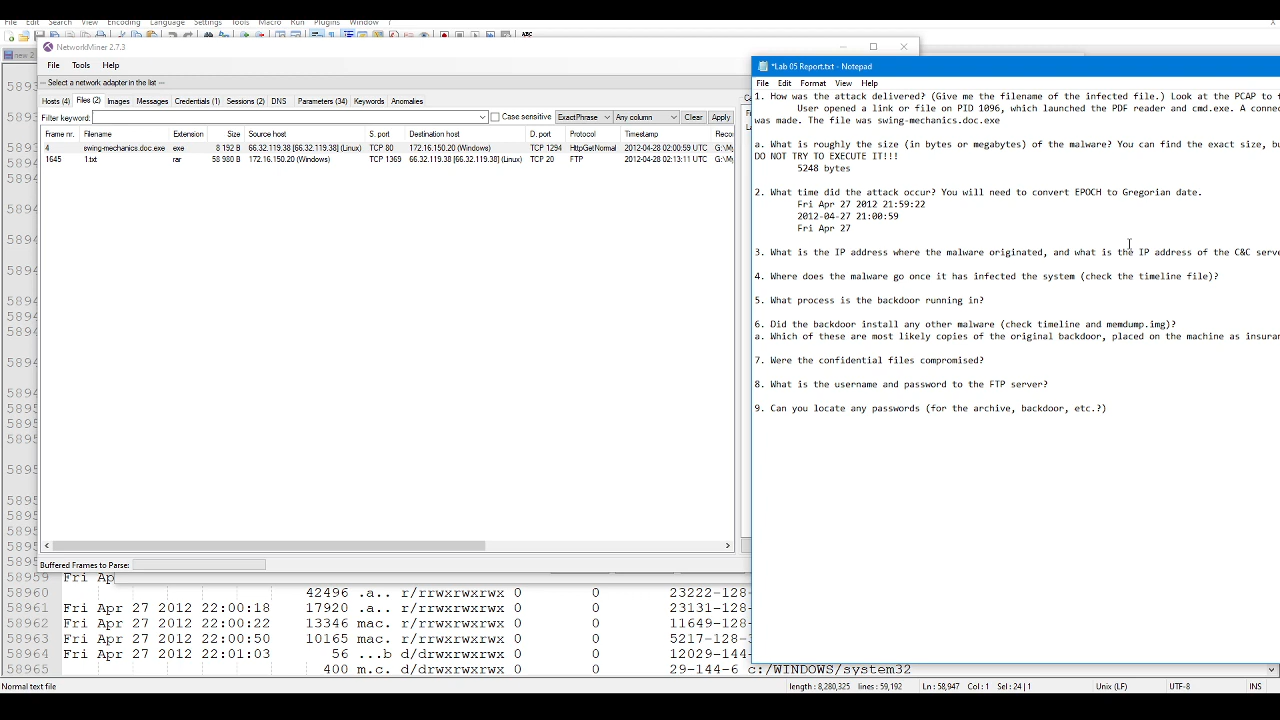 File Edit Search View Encoding Language Settings Tools Macro Run Plugins Window ?
new 2
NetworkMiner 2.7.3
File Tools Help
--- Select a network adapter in the list ---
Hosts (4) Files (2) Images Messages Credentials (1) Sessions (2) DNS Parameters (34) Keywords Anomalies
Filter keyword: Case sensitive ExactPhrase Any column Clear Apply
Frame nr. Filename Extension Size Source host S. port Destination host D. port Protocol Timestamp Recor
4 swing-mechanics.doc.exe exe 8 192 B 66.32.119.38 [66.32.119.38] (Linux) TCP 80 172.16.150.20 (Windows) TCP 1294 HttpGetNormal 2012-04-28 02:00:59 UTC G:\My
1645 1.txt rar 58 980 B 172.16.150.20 (Windows) TCP 1369 66.32.119.38 [66.32.119.38] (Linux) TCP 20 FTP 2012-04-28 02:13:11 UTC G:\My
Buffered Frames to Parse:
*Lab 05 Report.txt - Notepad
File Edit Format View Help
1. How was the attack delivered? (Give me the filename of the infected file.) Look at the PCAP to f
User opened a link or file on PID 1096, which launched the PDF reader and cmd.exe. A conne
was made. The file was swing-mechanics.doc.exe
a. What is roughly the size (in bytes or megabytes) of the malware? You can find the exact size, bu
DO NOT TRY TO EXECUTE IT!!!
5248 bytes
2. What time did the attack occur? You will need to convert EPOCH to Gregorian date.
Fri Apr 27 2012 21:59:22
2012-04-27 21:00:59
Fri Apr 27
3. What is the IP address where the malware originated, and what is the IP address of the C&C serve
4. Where does the malware go once it has infected the system (check the timeline file)?
5. What process is the backdoor running in?
6. Did the backdoor install any other malware (check timeline and memdump.img)?
a. Which of these are most likely copies of the original backdoor, placed on the machine as insuran
7. Were the confidential files compromised?
8. What is the username and password to the FTP server?
9. Can you locate any passwords (for the archive, backdoor, etc.?)
58959 Fri Ap
58960 42496 .a.. r/rrwxrwxrwx 0 0 23222-128-
58961 Fri Apr 27 2012 22:00:18 17920 .a.. r/rrwxrwxrwx 0 0 23131-128-
58962 Fri Apr 27 2012 22:00:22 13346 mac. r/rrwxrwxrwx 0 0 11649-128-
58963 Fri Apr 27 2012 22:00:50 10165 mac. r/rrwxrwxrwx 0 0 5217-128-
58964 Fri Apr 27 2012 22:01:03 56 ...b d/drwxrwxrwx 0 0 12029-144-
58965 400 m.c. d/drwxrwxrwx 0 0 29-144-6 c:/WINDOWS/system32
Normal text file length : 8,280,325 lines : 59,192 Ln : 58,947 Col : 1 Sel : 24 | 1 Unix (LF) UTF-8 INS